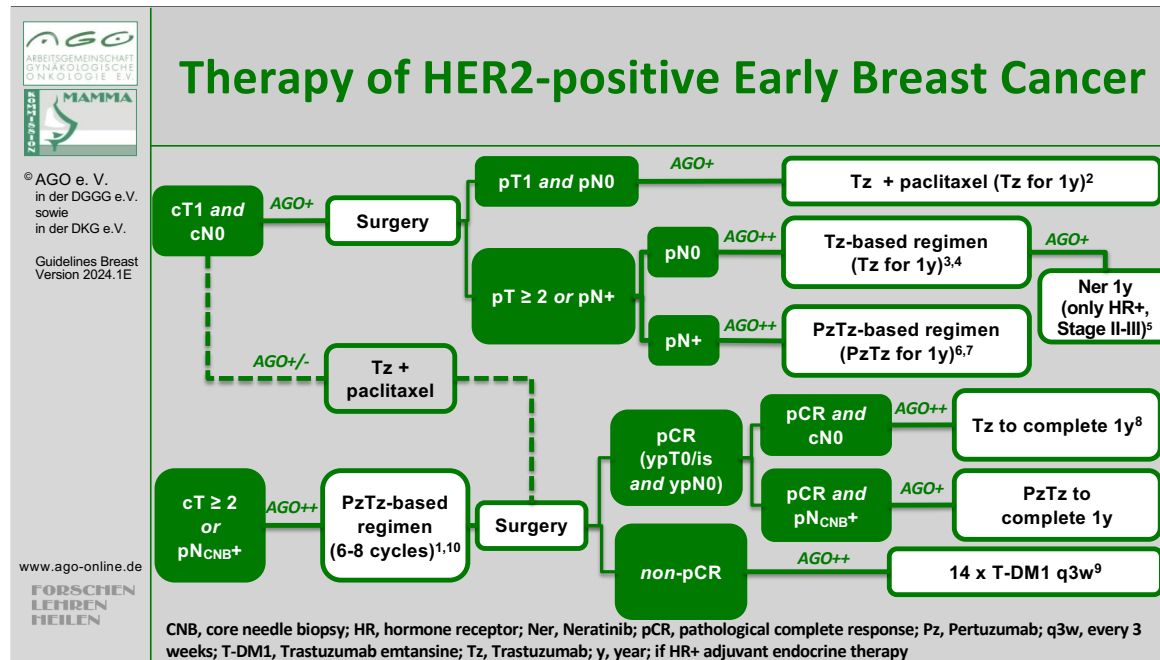 AGO
ARBEITSGEMEINSCHAFT
GYNÄKOLOGISCHE
ONKOLOGIE E.V.
KOMMISSION
MAMMA
© AGO e. V.
in der DGGG e.V.
sowie
in der DKG e.V.
Guidelines Breast
Version 2024.1E
www.ago-online.de
FORSCHEN
LEHREN
HEILEN
Therapy of HER2-positive Early Breast Cancer
cT1 and
cN0
AGO+
Surgery
pT1 and pN0
AGO+
Tz + paclitaxel (Tz for 1y)2
pT ≥ 2 or pN+
pN0
AGO++
Tz-based regimen
(Tz for 1y)3,4
AGO+
Ner 1y
(only HR+,
Stage II-III)5
pN+
AGO++
PzTz-based regimen
(PzTz for 1y)6,7
AGO+/-
Tz +
paclitaxel
cT ≥ 2
or
pNCNB+
AGO++
PzTz-based
regimen
(6-8 cycles)1,10
Surgery
pCR
(ypT0/is
and ypN0)
pCR and
cN0
AGO++
Tz to complete 1y8
pCR and
pNCNB+
AGO+
PzTz to
complete 1y
non-pCR
AGO++
14 x T-DM1 q3w9
CNB, core needle biopsy; HR, hormone receptor; Ner, Neratinib; pCR, pathological complete response; Pz, Pertuzumab; q3w, every 3
weeks; T-DM1, Trastuzumab emtansine; Tz, Trastuzumab; y, year; if HR+ adjuvant endocrine therapy